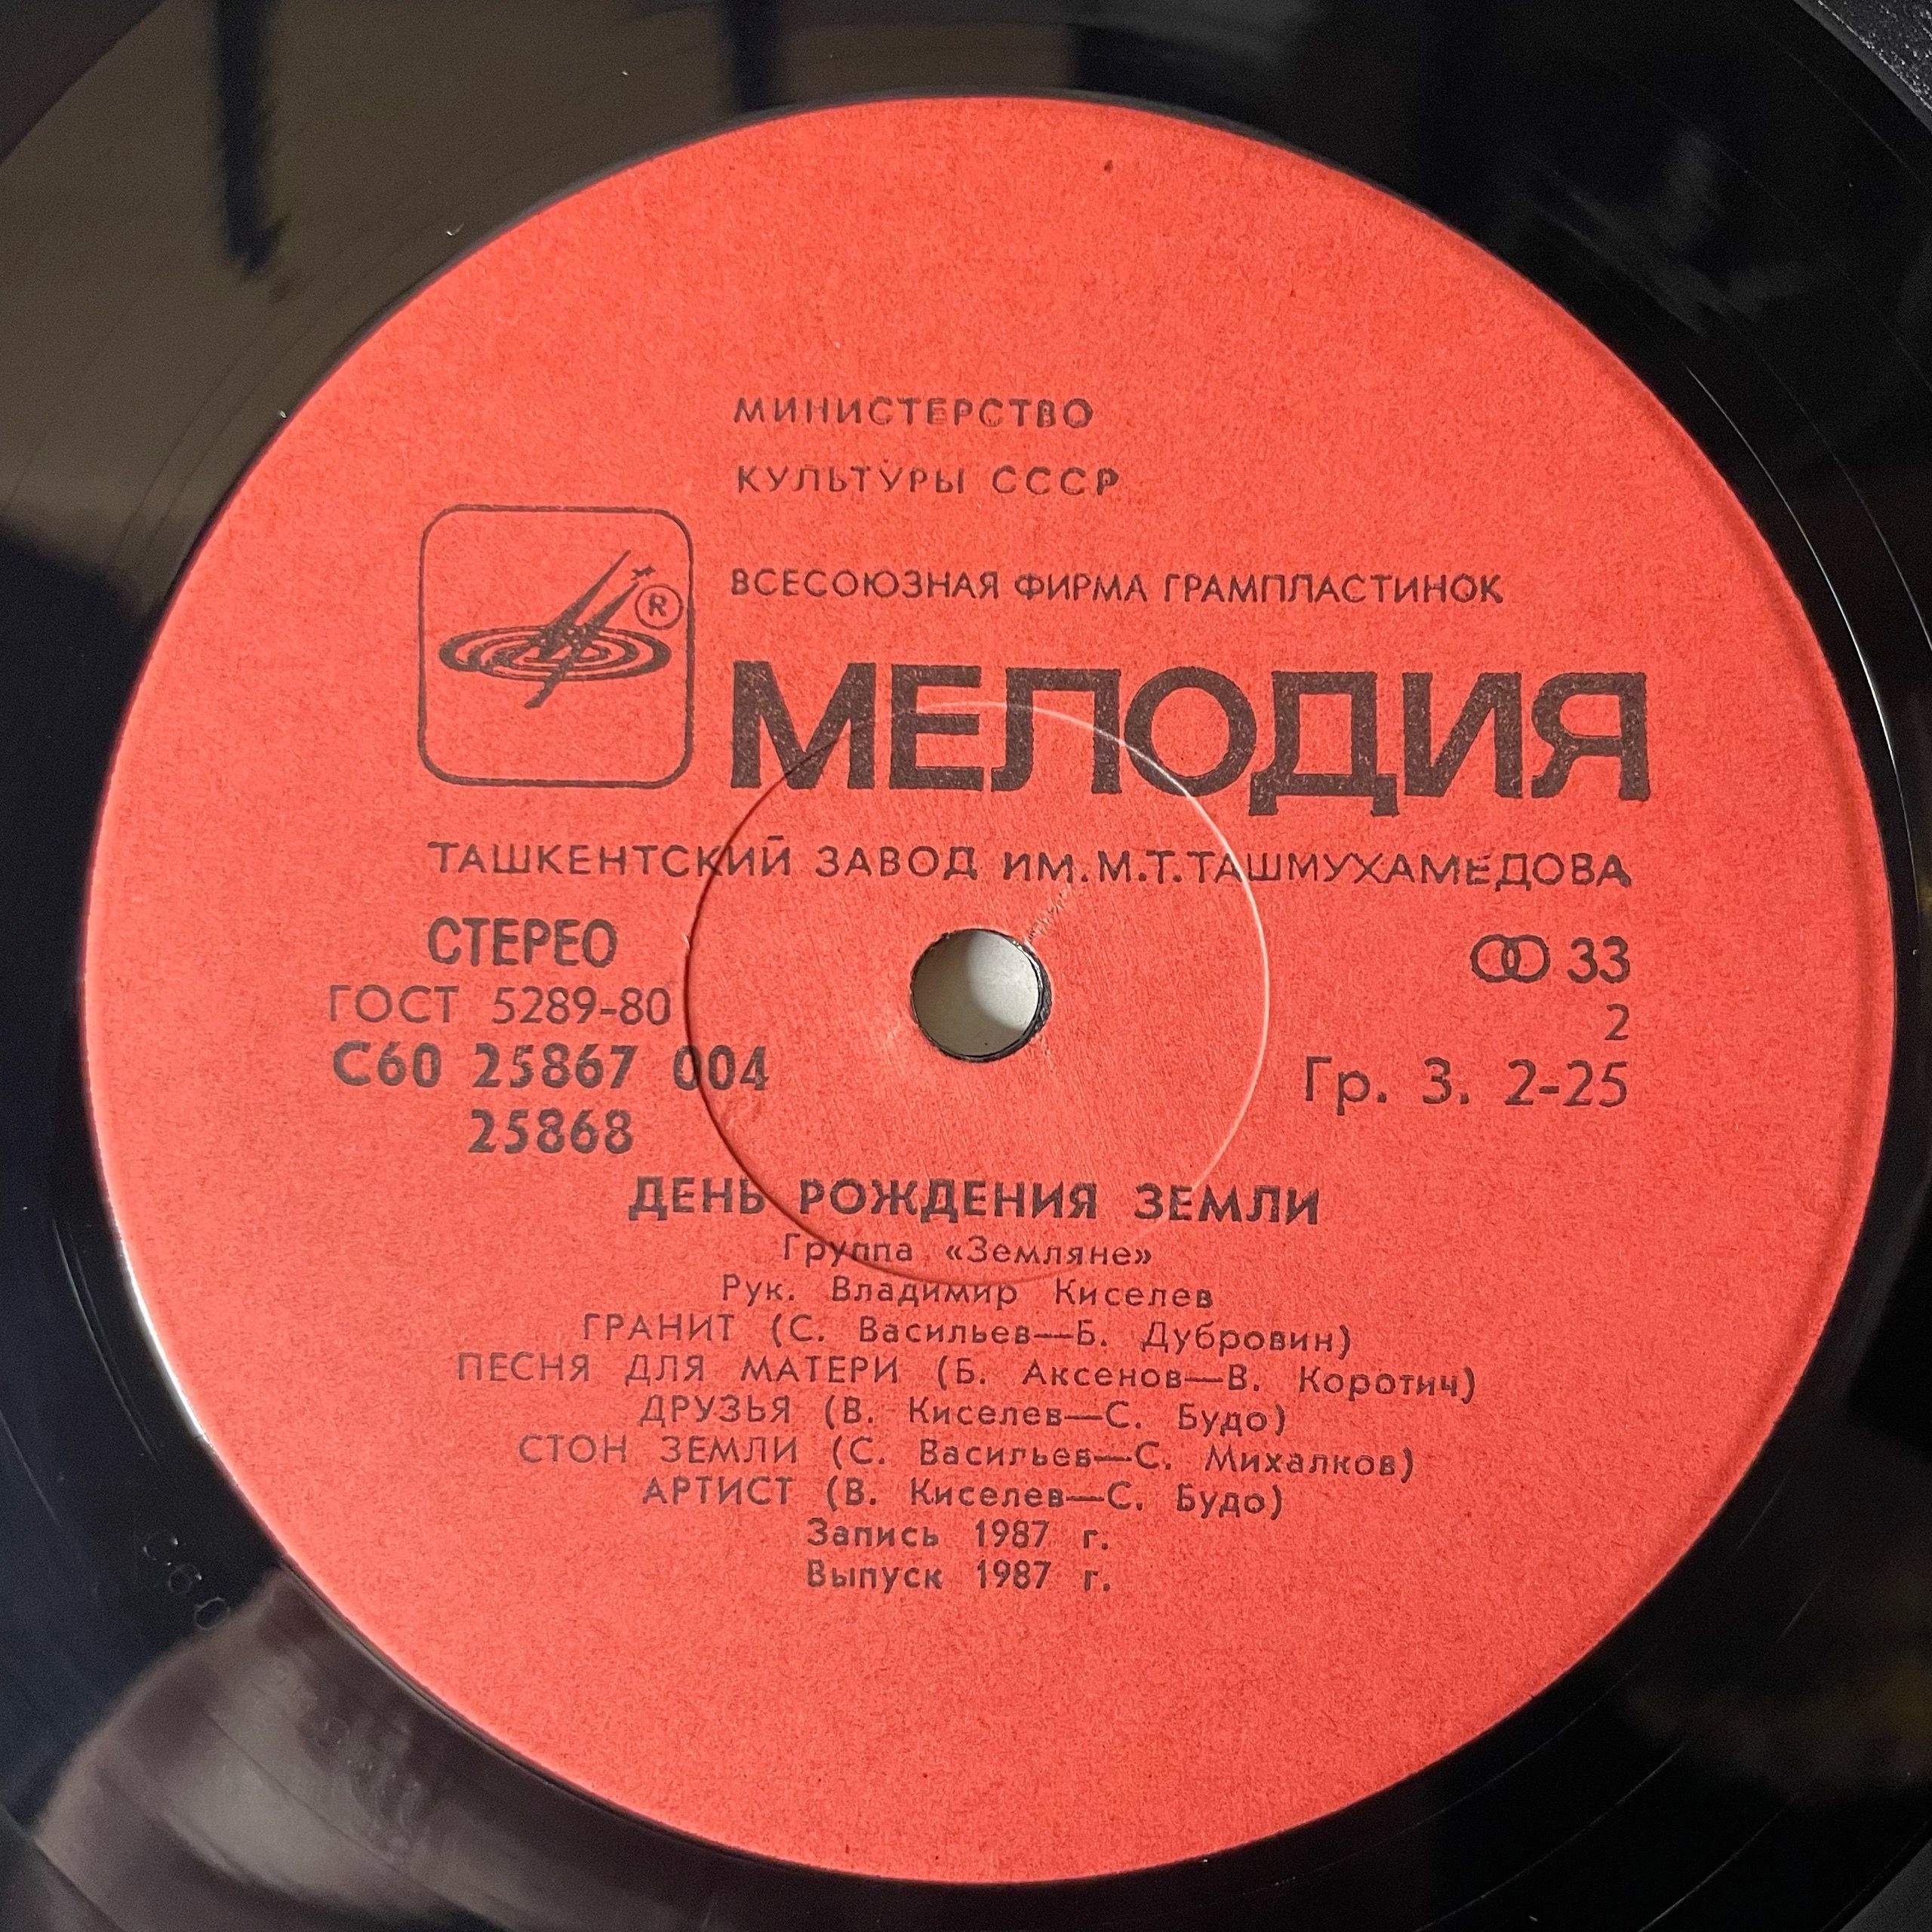 МИНИСТЕРСТВО
КУЛЬТУРЫ СССР
®
ВСЕСОЮЗНАЯ ФИРМА ГРАМПЛАСТИНОК
МЕЛОДИЯ
ТАШКЕНТСКИЙ ЗАВОД ИМ.М.Т.ТАШМУХАМЕДОВА
СТЕРЕО
33
ГОСТ 5289-80
2
С60 25867 004
Гр. 3. 2-25
25868
ДЕНЬ РОЖДЕНИЯ ЗЕМЛИ
Группа «Земляне»
Рук. Владимир Киселев
ГРАНИТ (С. Васильев—Б. Дубровин)
ПЕСНЯ ДЛЯ МАТЕРИ (Б. Аксенов—В. Коротич)
ДРУЗЬЯ (В. Киселев—С. Будо)
СТОН ЗЕМЛИ (С. Васильев—С. Михалков)
АРТИСТ (В. Киселев—С. Будо)
Запись 1987 г.
Выпуск 1987 г.